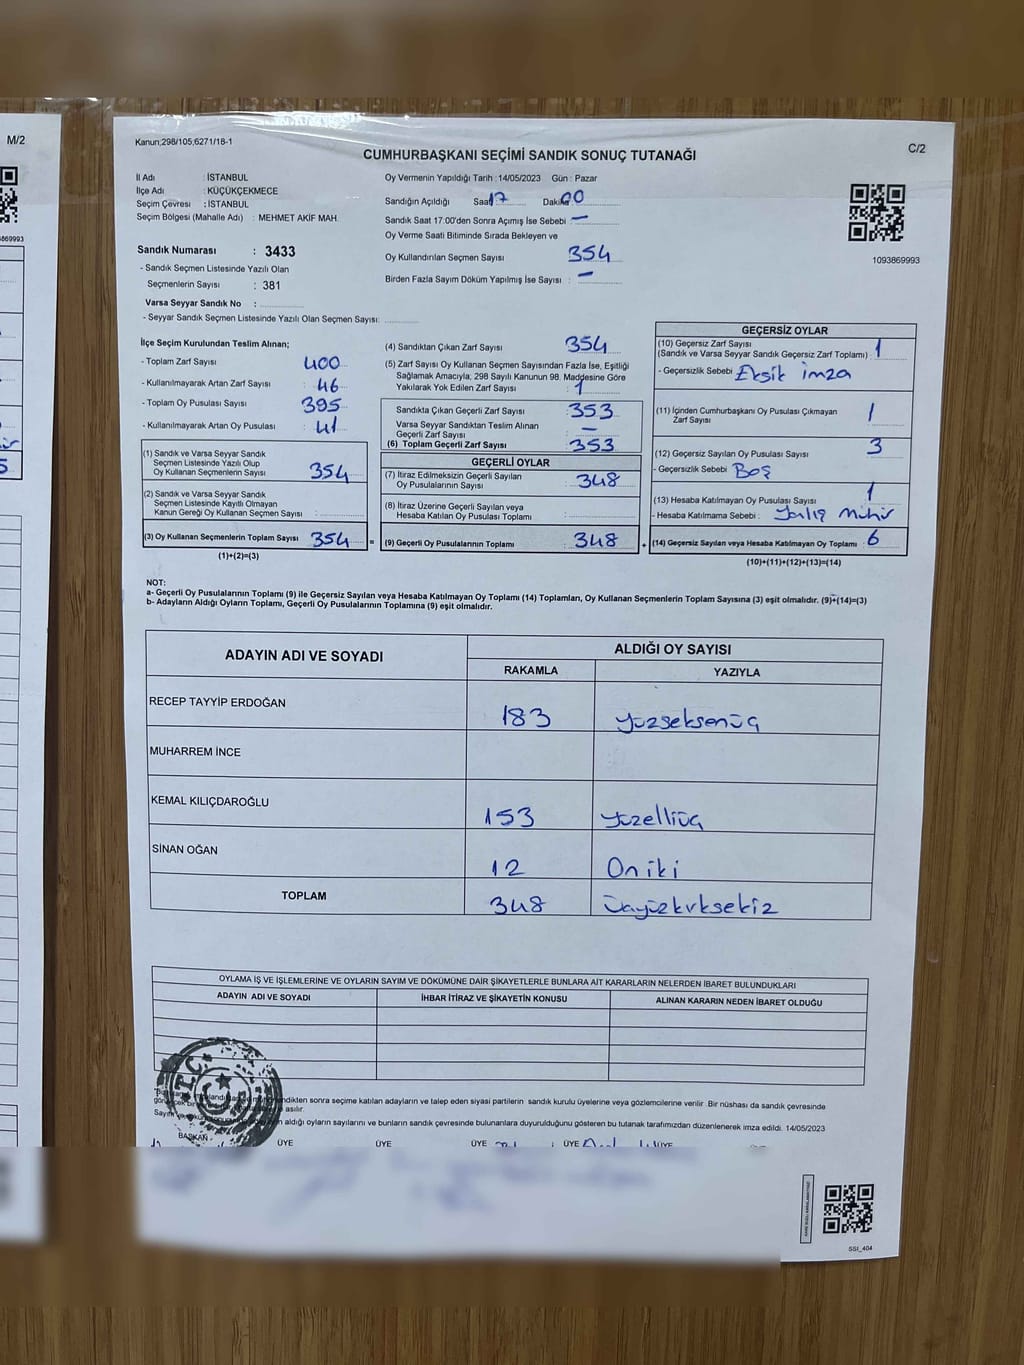 M/2
Kanun;298/105;6271/18-1
C/2
CUMHURBAŞKANI SEÇİMİ SANDIK SONUÇ TUTANAĞI
İl Adı : İSTANBUL
İlçe Adı : KÜÇÜKÇEKMECE
Seçim Çevresi : İSTANBUL
Seçim Bölgesi (Mahalle Adı) : MEHMET AKİF MAH.
Sandık Numarası : 3433
- Sandık Seçmen Listesinde Yazılı Olan
Seçmenlerin Sayısı : 381
Varsa Seyyar Sandık No :
- Seyyar Sandık Seçmen Listesinde Yazılı Olan Seçmen Sayısı:
Oy Vermenin Yapıldığı Tarih : 14/05/2023 Gün : Pazar
Sandığın Açıldığı Saat 17 Dakika 00
Sandık Saat 17:00'den Sonra Açımış İse Sebebi : —
Oy Verme Saati Bitiminde Sırada Bekleyen ve
Oy Kullandırılan Seçmen Sayısı 354
Birden Fazla Sayım Döküm Yapılmış İse Sayısı : —
1093869993
869993
İlçe Seçim Kurulundan Teslim Alınan;
- Toplam Zarf Sayısı 400
- Kullanılmayarak Artan Zarf Sayısı : 46
- Toplam Oy Pusulası Sayısı 395
- Kullanılmayarak Artan Oy Pusulası : 41
(1) Sandık ve Varsa Seyyar Sandık
Seçmen Listesinde Yazılı Olup
Oy Kullanan Seçmenlerin Sayısı 354
(2) Sandık ve Varsa Seyyar Sandık
Seçmen Listesinde Kayıtlı Olmayan
Kanun Gereği Oy Kullanan Seçmen Sayısı :
(3) Oy Kullanan Seçmenlerin Toplam Sayısı 354
(1)+(2)=(3)
(4) Sandıktan Çıkan Zarf Sayısı 354
(5) Zarf Sayısı Oy Kullanan Seçmen Sayısından Fazla İse, Eşitliği
Sağlamak Amacıyla, 298 Sayılı Kanunun 98. Maddesine Göre
Yakılarak Yok Edilen Zarf Sayısı : 1
Sandıkta Çıkan Geçerli Zarf Sayısı : 353
Varsa Seyyar Sandıktan Teslim Alınan
Geçerli Zarf Sayısı : —
(6) Toplam Geçerli Zarf Sayısı : 353
GEÇERLİ OYLAR
(7) İtiraz Edilmeksizin Geçerli Sayılan
Oy Pusulalarının Sayısı : 348
(8) İtiraz Üzerine Geçerli Sayılan veya
Hesaba Katılan Oy Pusulası Toplamı :
= (9) Geçerli Oy Pusulalarının Toplamı : 348
GEÇERSİZ OYLAR
(10) Geçersiz Zarf Sayısı
(Sandık ve Varsa Seyyar Sandık Geçersiz Zarf Toplamı) : 1
- Geçersizlik Sebebi : Eksik imza
(11) İçinden Cumhurbaşkanı Oy Pusulası Çıkmayan
Zarf Sayısı : 1
(12) Geçersiz Sayılan Oy Pusulası Sayısı : 3
- Geçersizlik Sebebi : Boş
(13) Hesaba Katılmayan Oy Pusulası Sayısı : 1
- Hesaba Katılmama Sebebi : Yanlış Mühür
+ (14) Geçersiz Sayılan veya Hesaba Katılmayan Oy Toplamı : 6
(10)+(11)+(12)+(13)=(14)
NOT:
a- Geçerli Oy Pusulalarının Toplamı (9) ile Geçersiz Sayılan veya Hesaba Katılmayan Oy Toplamı (14) Toplamları, Oy Kullanan Seçmenlerin Toplam Sayısına (3) eşit olmalıdır. (9)+(14)=(3)
b- Adayların Aldığı Oyların Toplamı, Geçerli Oy Pusulalarının Toplamına (9) eşit olmalıdır.
ADAYIN ADI VE SOYADI
ALDIĞI OY SAYISI
RAKAMLA YAZIYLA
RECEP TAYYİP ERDOĞAN 183 Yüzseksenüç
MUHARREM İNCE
KEMAL KILIÇDAROĞLU 153 Yüzelliüç
SİNAN OĞAN 12 On iki
TOPLAM 348 Üçyüzkırksekiz
OYLAMA İŞ VE İŞLEMLERİNE VE OYLARIN SAYIM VE DÖKÜMÜNE DAİR ŞİKAYETLERLE BUNLARA AİT KARARLARIN NELERDEN İBARET BULUNDUKLARI
ADAYIN ADI VE SOYADI İHBAR İTİRAZ VE ŞİKAYETİN KONUSU ALINAN KARARIN NEDEN İBARET OLDUĞU
T.C.
sonra seçime katılan adayların ve talep eden siyasi partilerin sandık kurulu üyelerine veya gözlemcilerine verilir. Bir nüshası da sandık çevresinde
asılır.
aldığı oyların sayılarını ve bunların sandık çevresinde bulunanlara duyurulduğunu gösteren bu tutanak tarafımızdan düzenlenerek imza edildi. 14/05/2023
BAŞKAN ÜYE ÜYE ÜYE ÜYE ÜYE
SSI_404